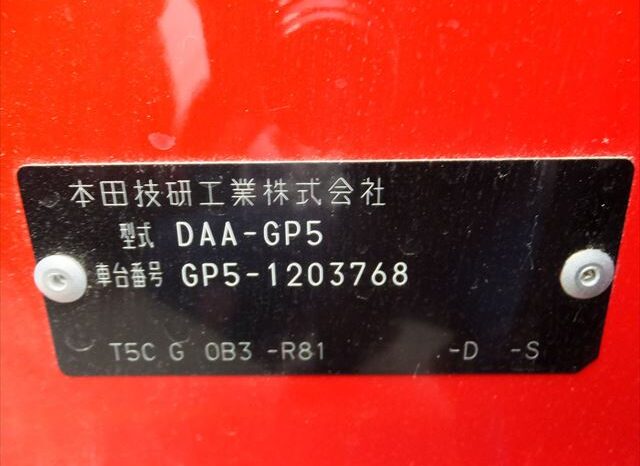 本田技研工業株式会社
型式 DAA-GP5
車台番号 GP5-1203768
T5C G 0B3 -R81 -D -S